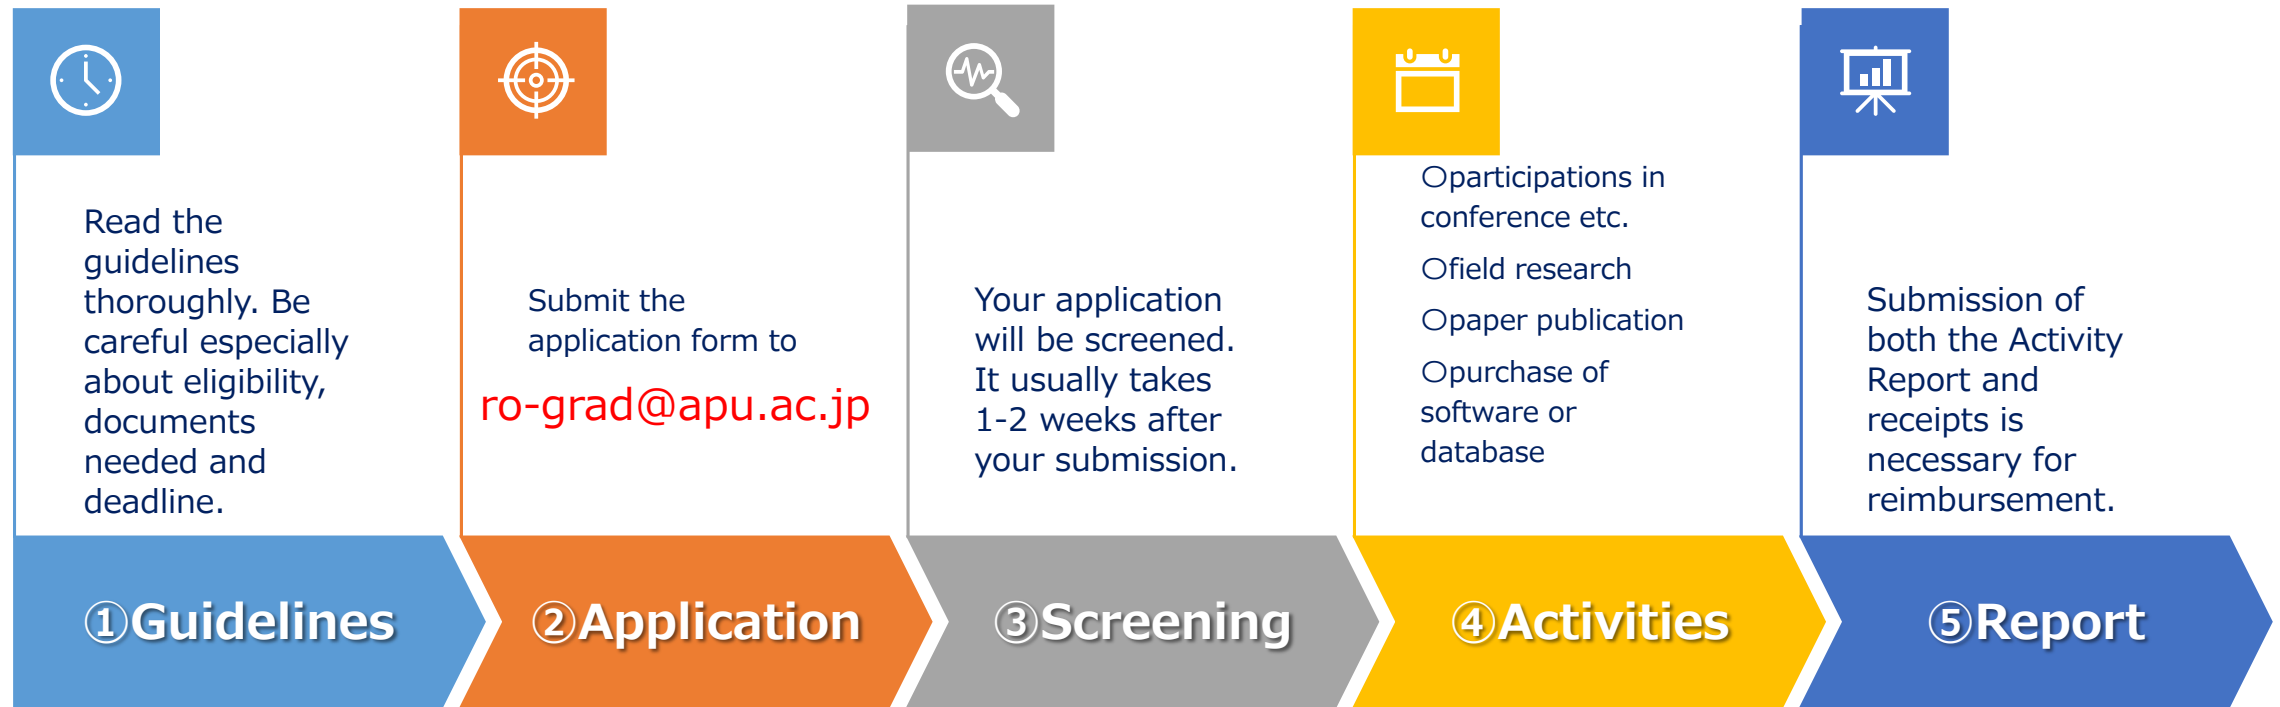 Read the
guidelines
thoroughly. Be
careful especially
about eligibility,
documents
needed and
deadline.
①Guidelines
Submit the
application form to
ro-grad@apu.ac.jp
②Application
Your application
will be screened.
It usually takes
1-2 weeks after
your submission.
③Screening
○participations in
conference etc.
○field research
○paper publication
○purchase of
software or
database
④Activities
Submission of
both the Activity
Report and
receipts is
necessary for
reimbursement.
⑤Report